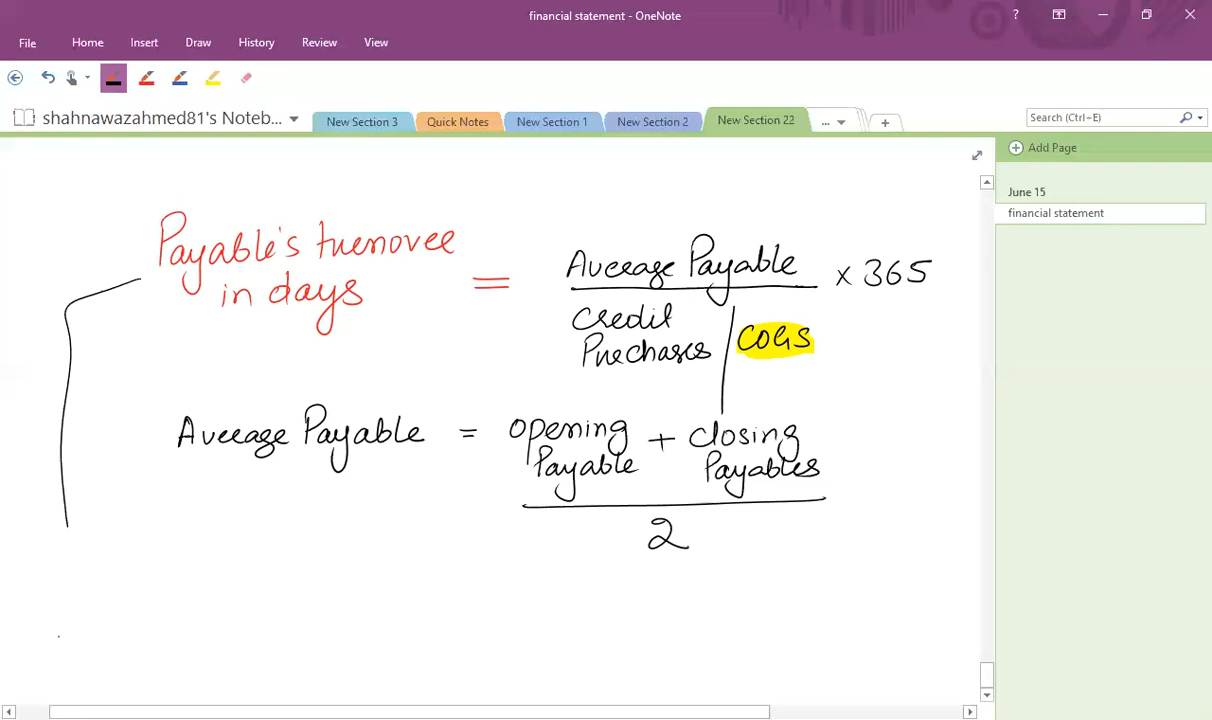 financial statement - OneNote
?
File Home Insert Draw History Review View
shahnawazahmed81's Noteb... New Section 3 Quick Notes New Section 1 New Section 2 New Section 22 ... + Search (Ctrl+E)
Add Page
June 15
financial statement
Payable's turnover
in days
=
Average Payable
x 365
Credit
Purchases
COGS
Average Payable = opening
Payable
+ closing
Payables
2